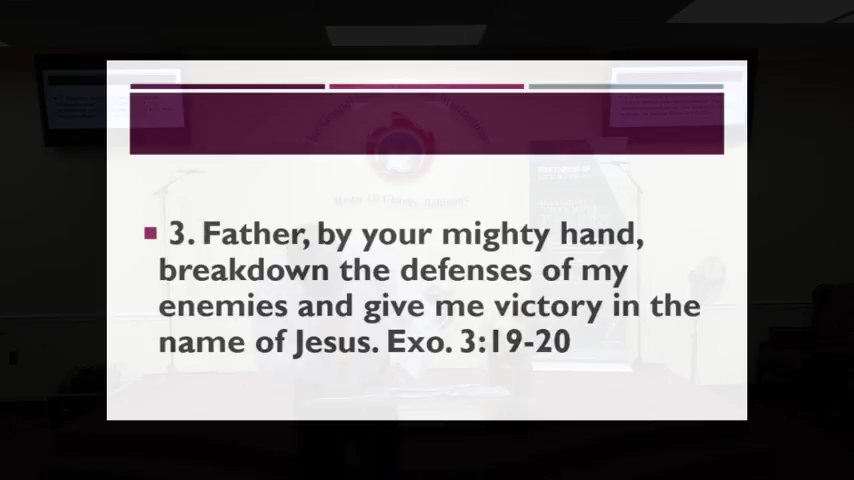 3. Father, by your mighty hand,
breakdown the defenses of my
enemies and give me victory in the
name of Jesus. Exo. 3:19-20